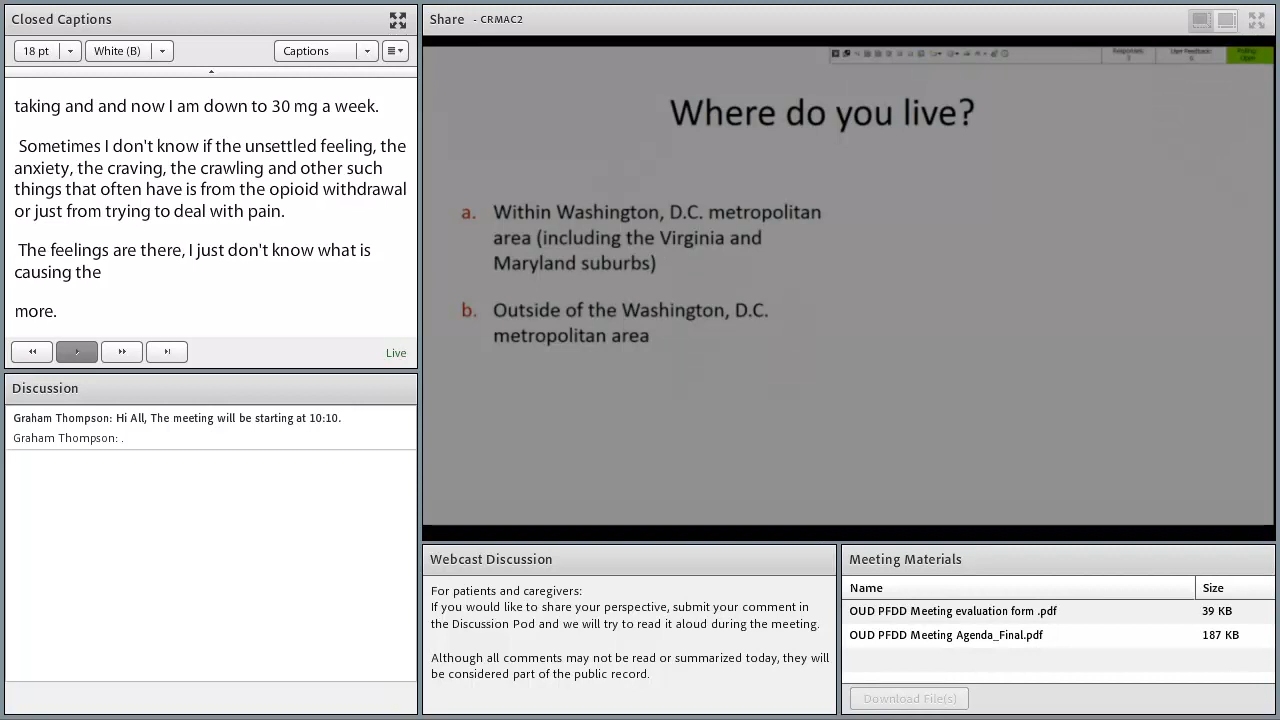 Closed Captions
18 pt
White (B)
Captions
taking and and now I am down to 30 mg a week.
Sometimes I don't know if the unsettled feeling, the
anxiety, the craving, the crawling and other such
things that often have is from the opioid withdrawal
or just from trying to deal with pain.
The feelings are there, I just don't know what is
causing the
more.
Live
Discussion
Graham Thompson: Hi All, The meeting will be starting at 10:10.
Graham Thompson: .
Share - CRMAC2
Where do you live?
a. Within Washington, D.C. metropolitan
area (including the Virginia and
Maryland suburbs)
b. Outside of the Washington, D.C.
metropolitan area
Webcast Discussion
For patients and caregivers:
If you would like to share your perspective, submit your comment in
the Discussion Pod and we will try to read it aloud during the meeting.
Although all comments may not be read or summarized today, they will
be considered part of the public record.
Meeting Materials
Name Size
OUD PFDD Meeting evaluation form .pdf 39 KB
OUD PFDD Meeting Agenda_Final.pdf 187 KB
Download File(s)